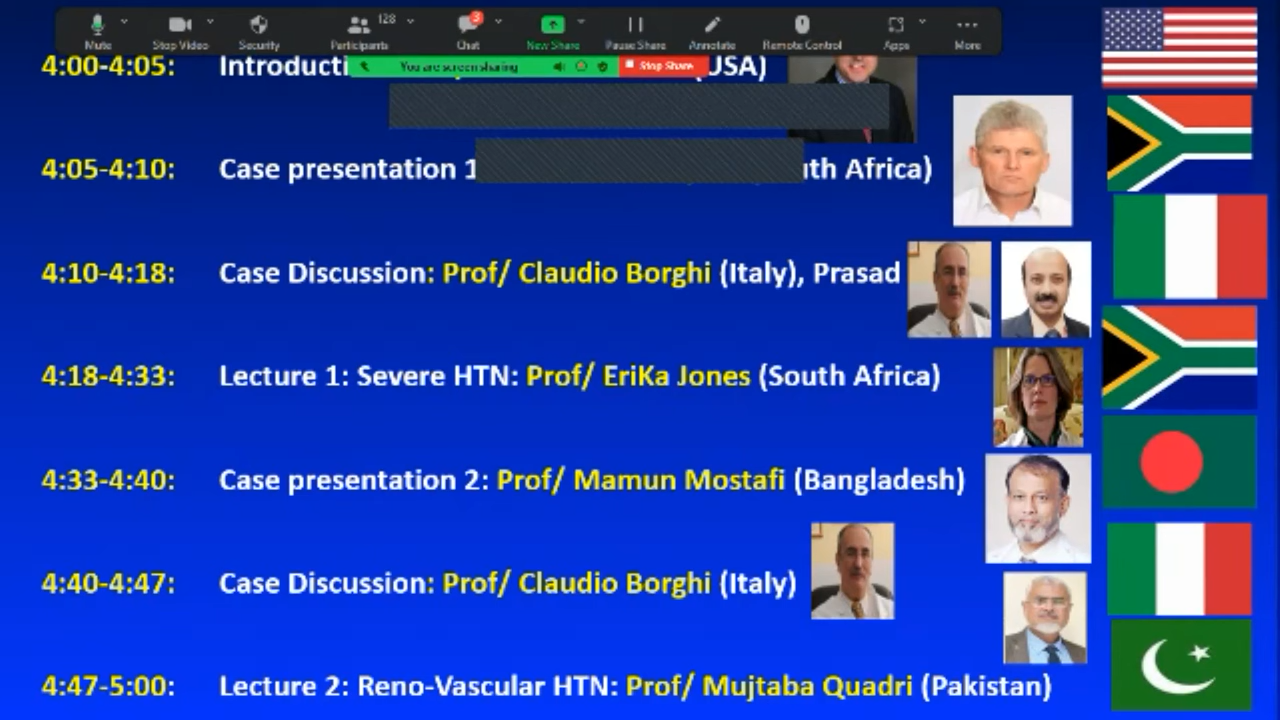 128
3
Mute
Stop Video
Security
Participants
Chat
New Share
Pause Share
Annotate
Remote Control
Apps
More
You are screen sharing
Stop Share
4:00-4:05: Introducti (USA)
4:05-4:10: Case presentation 1 uth Africa)
4:10-4:18: Case Discussion: Prof/ Claudio Borghi (Italy), Prasad
4:18-4:33: Lecture 1: Severe HTN: Prof/ EriKa Jones (South Africa)
4:33-4:40: Case presentation 2: Prof/ Mamun Mostafi (Bangladesh)
4:40-4:47: Case Discussion: Prof/ Claudio Borghi (Italy)
4:47-5:00: Lecture 2: Reno-Vascular HTN: Prof/ Mujtaba Quadri (Pakistan)